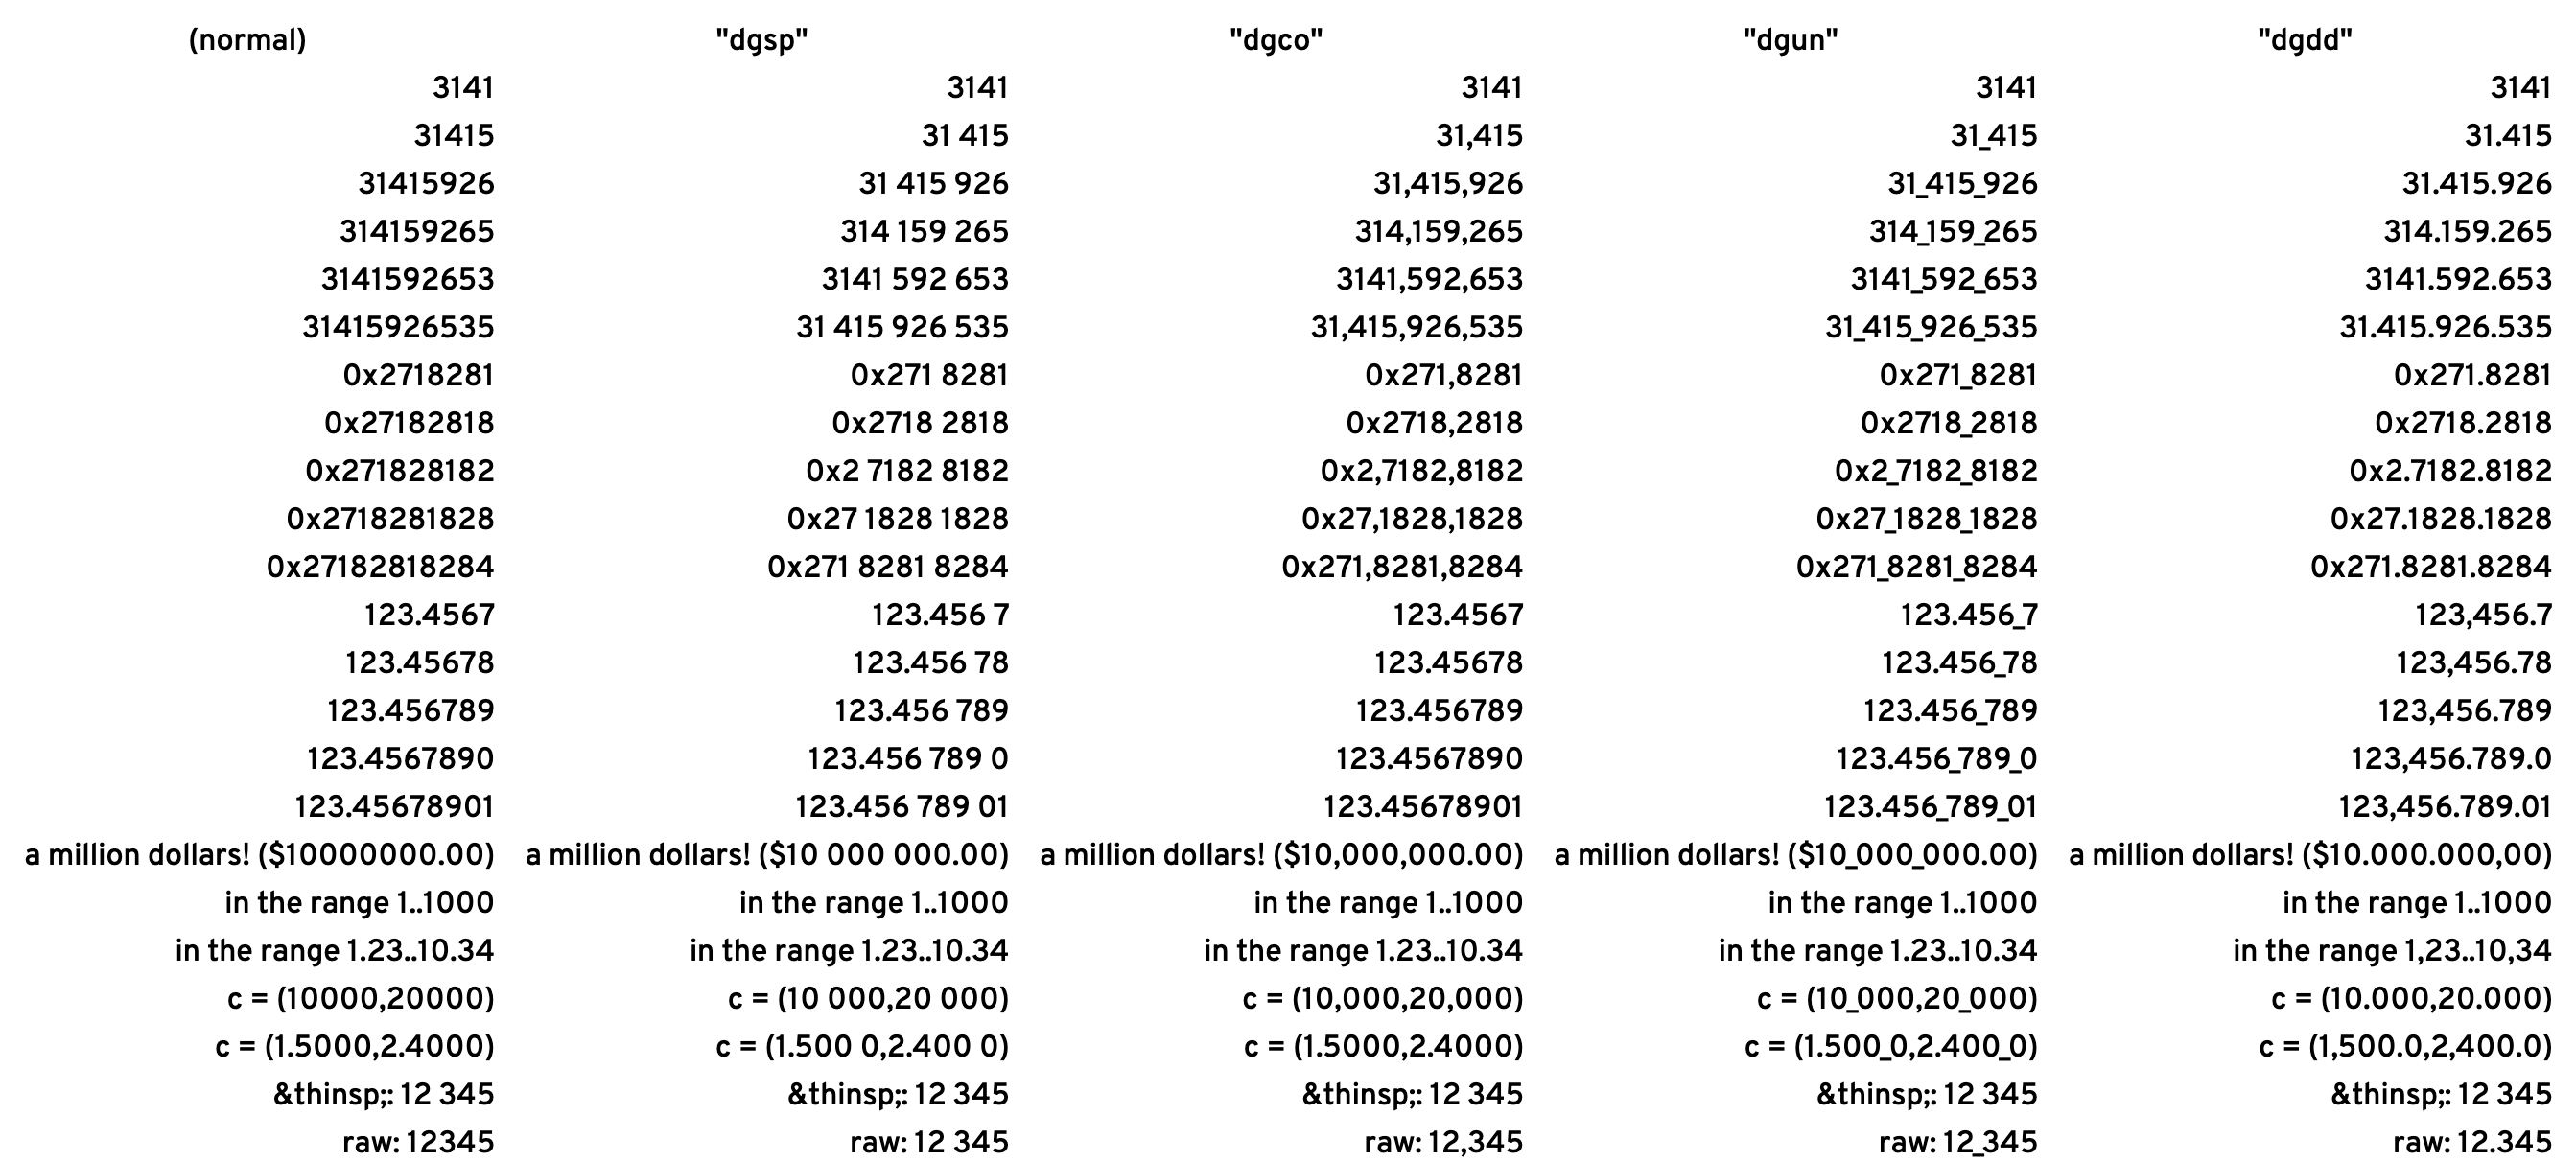 (normal) "dgsp" "dgco" "dgun" "dgdd"
3141 3141 3141 3141 3141
31415 31 415 31,415 31_415 31.415
31415926 31 415 926 31,415,926 31_415_926 31.415.926
314159265 314 159 265 314,159,265 314_159_265 314.159.265
3141592653 3141 592 653 3141,592,653 3141_592_653 3141.592.653
31415926535 31 415 926 535 31,415,926,535 31_415_926_535 31.415.926.535
0x2718281 0x271 8281 0x271,8281 0x271_8281 0x271.8281
0x27182818 0x2718 2818 0x2718,2818 0x2718_2818 0x2718.2818
0x271828182 0x2 7182 8182 0x2,7182,8182 0x2_7182_8182 0x2.7182.8182
0x2718281828 0x27 1828 1828 0x27,1828,1828 0x27_1828_1828 0x27.1828.1828
0x27182818284 0x271 8281 8284 0x271,8281,8284 0x271_8281_8284 0x271.8281.8284
123.4567 123.456 7 123.4567 123.456_7 123,456.7
123.45678 123.456 78 123.45678 123.456_78 123,456.78
123.456789 123.456 789 123.456789 123.456_789 123,456.789
123.4567890 123.456 789 0 123.4567890 123.456_789_0 123,456.789.0
123.45678901 123.456 789 01 123.45678901 123.456_789_01 123,456.789.01
a million dollars! ($10000000.00) a million dollars! ($10 000 000.00) a million dollars! ($10,000,000.00) a million dollars! ($10_000_000.00) a million dollars! ($10.000.000,00)
in the range 1..1000 in the range 1..1000 in the range 1..1000 in the range 1..1000 in the range 1..1000
in the range 1.23..10.34 in the range 1.23..10.34 in the range 1.23..10.34 in the range 1.23..10.34 in the range 1,23..10,34
c = (10000,20000) c = (10 000,20 000) c = (10,000,20,000) c = (10_000,20_000) c = (10.000,20.000)
c = (1.5000,2.4000) c = (1.500 0,2.400 0) c = (1.5000,2.4000) c = (1.500_0,2.400_0) c = (1,500.0,2,400.0)
&thinsp;: 12 345 &thinsp;: 12 345 &thinsp;: 12 345 &thinsp;: 12 345 &thinsp;: 12 345
raw: 12345 raw: 12 345 raw: 12,345 raw: 12_345 raw: 12.345